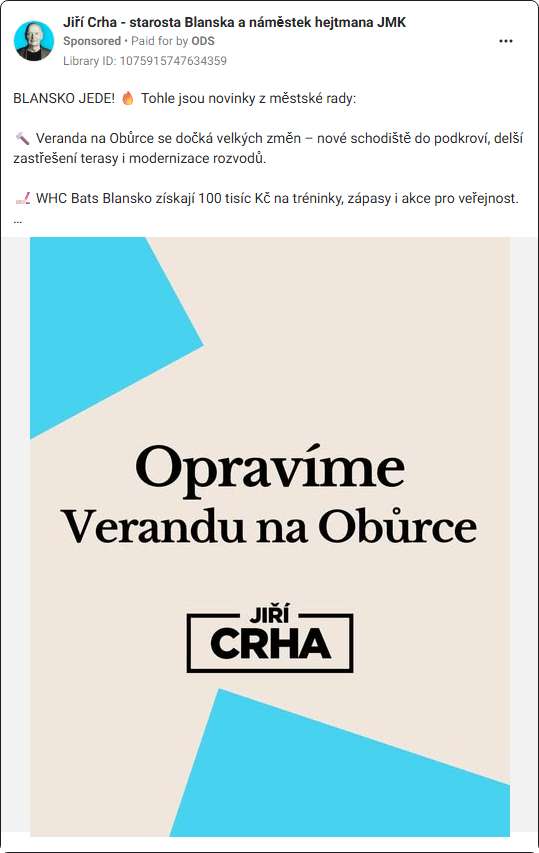 Jiří Crha - starosta Blanska a náměstek hejtmana JMK
Sponsored • Paid for by ODS
Library ID: 1075915747634359
BLANSKO JEDE! 🔥 Tohle jsou novinky z městské rady:
🔨 Veranda na Obůrce se dočká velkých změn – nové schodiště do podkroví, delší
zastřešení terasy i modernizace rozvodů.
🏒 WHC Bats Blansko získají 100 tisíc Kč na tréninky, zápasy i akce pro veřejnost.
...
Opravíme
Verandu na Obůrce
JIŘÍ
CRHA